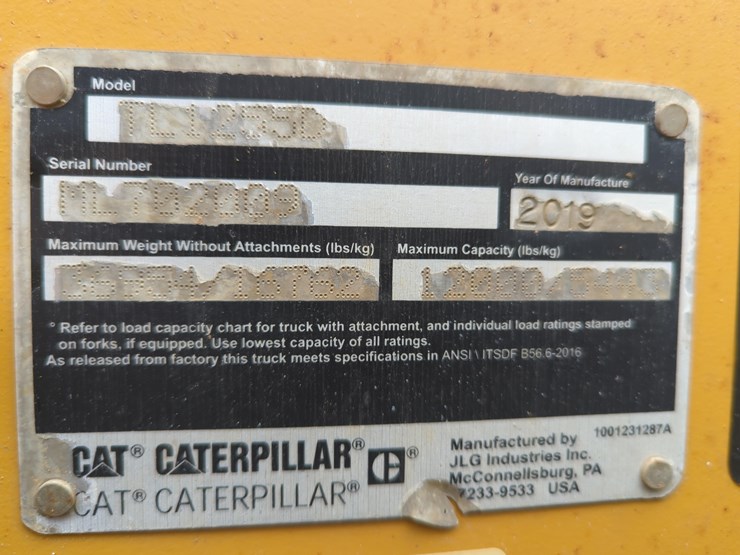 Model
TL1255D
Serial Number
Year Of Manufacture
2019
Maximum Weight Without Attachments (lbs/kg)
Maximum Capacity (lbs/kg)
° Refer to load capacity chart for truck with attachment, and individual load ratings stamped
on forks, if equipped. Use lowest capacity of all ratings.
As released from factory this truck meets specifications in ANSI \ ITSDF B56.6-2016
CAT® CATERPILLAR® C®
CAT® CATERPILLAR®
Manufactured by
1001231287A
JLG Industries Inc.
McConnellsburg, PA
7233-9533 USA